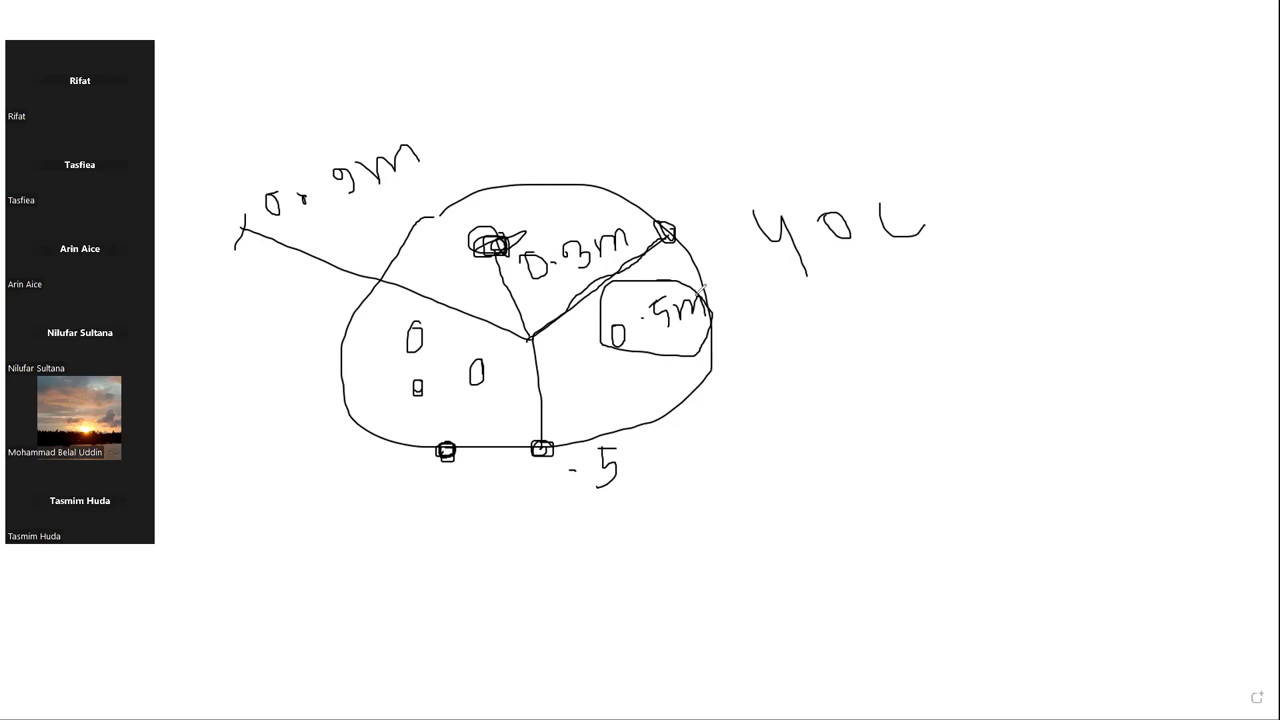 Rifat
Rifat
Tasfiea
Tasfiea
Arin Aice
Arin Aice
Nilufar Sultana
Nilufar Sultana
Mohammad Belal Uddin
Tasmim Huda
Tasmim Huda
0.9m
0.3m
0.5m
.5